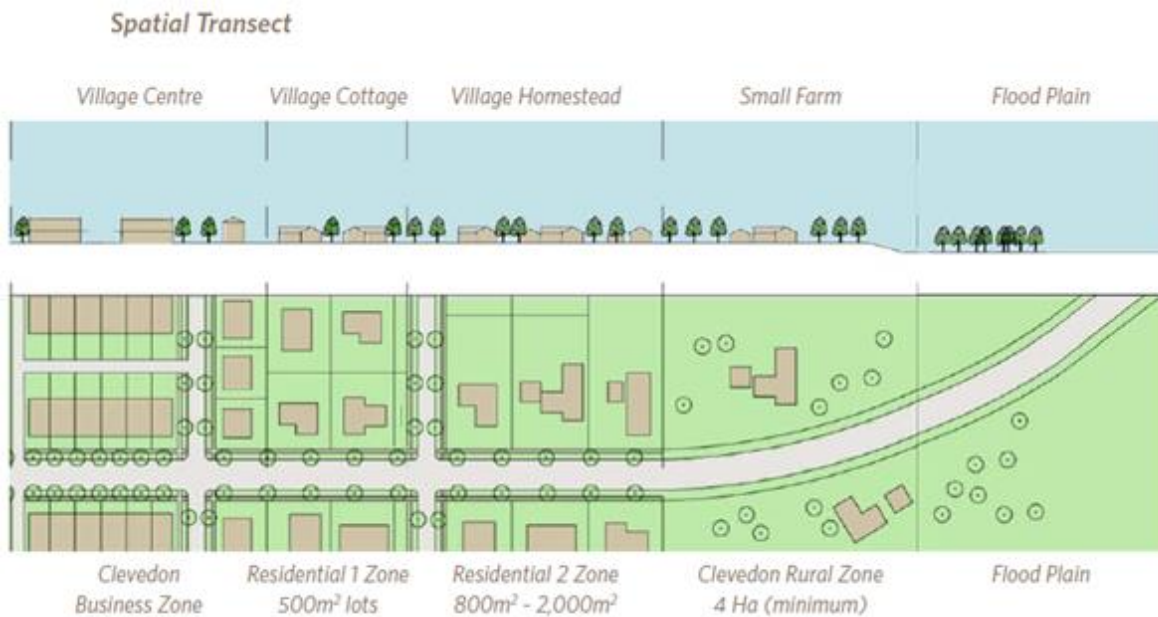 Spatial Transect
Village Centre
Village Cottage
Village Homestead
Small Farm
Flood Plain
Clevedon
Business Zone
Residential 1 Zone
500m² lots
Residential 2 Zone
800m² - 2,000m²
Clevedon Rural Zone
4 Ha (minimum)
Flood Plain